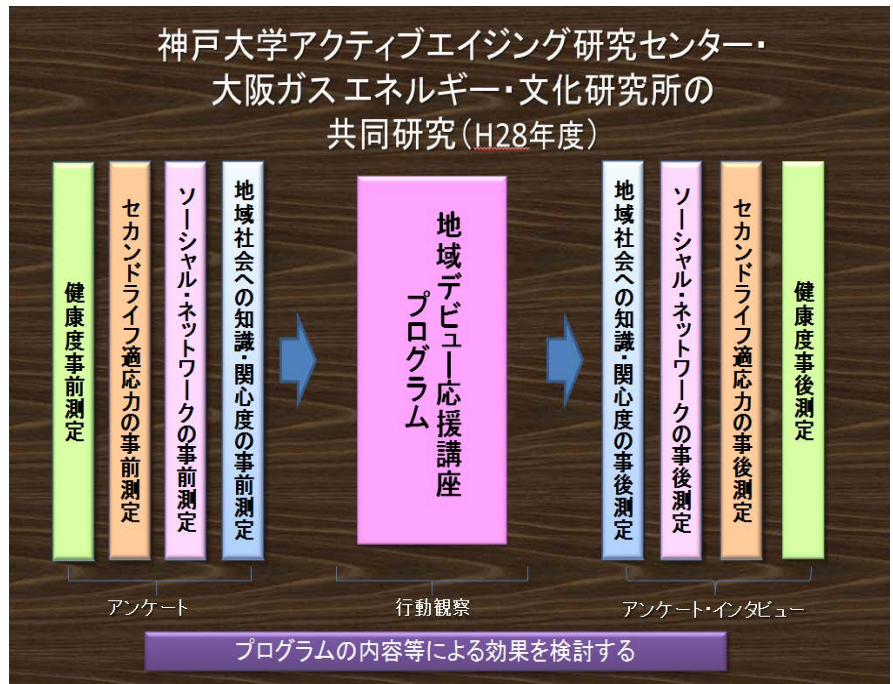 神戸大学アクティブエイジング研究センター・
大阪ガス エネルギー・文化研究所の
共同研究（H28年度）
健康度事前測定
セカンドライフ適応力の事前測定
ソーシャル・ネットワークの事前測定
地域社会への知識・関心度の事前測定
地域デビュー応援講座
プログラム
地域社会への知識・関心度の事後測定
ソーシャル・ネットワークの事後測定
セカンドライフ適応力の事後測定
健康度事後測定
アンケート
行動観察
アンケート・インタビュー
プログラムの内容等による効果を検討する